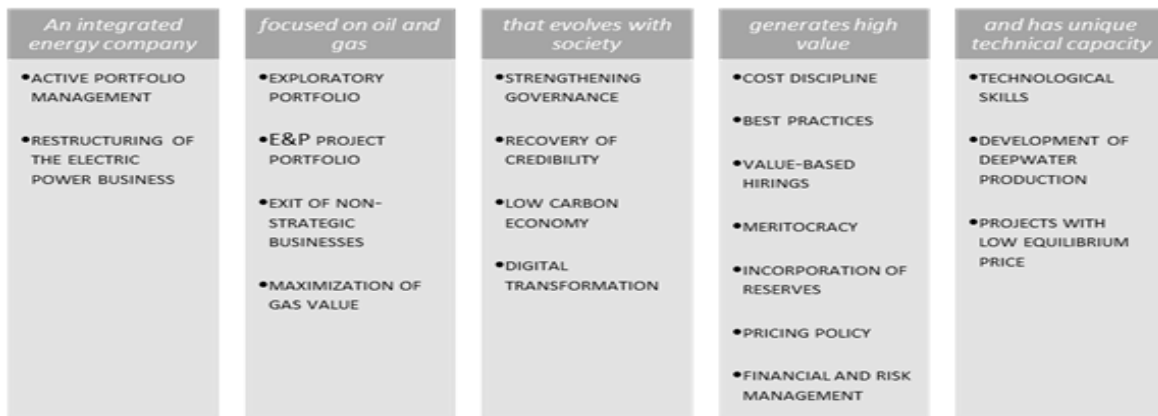 An integrated
energy company
•ACTIVE PORTFOLIO
MANAGEMENT
•RESTRUCTURING OF
THE ELECTRIC
POWER BUSINESS
focused on oil and
gas
•EXPLORATORY
PORTFOLIO
•E&P PROJECT
PORTFOLIO
•EXIT OF NON-
STRATEGIC
BUSINESSES
•MAXIMIZATION OF
GAS VALUE
that evolves with
society
•STRENGTHENING
GOVERNANCE
•RECOVERY OF
CREDIBILITY
•LOW CARBON
ECONOMY
•DIGITAL
TRANSFORMATION
generates high
value
•COST DISCIPLINE
•BEST PRACTICES
•VALUE-BASED
HIRINGS
•MERITOCRACY
•INCORPORATION OF
RESERVES
•PRICING POLICY
•FINANCIAL AND RISK
MANAGEMENT
and has unique
technical capacity
•TECHNOLOGICAL
SKILLS
•DEVELOPMENT OF
DEEPWATER
PRODUCTION
•PROJECTS WITH
LOW EQUILIBRIUM
PRICE